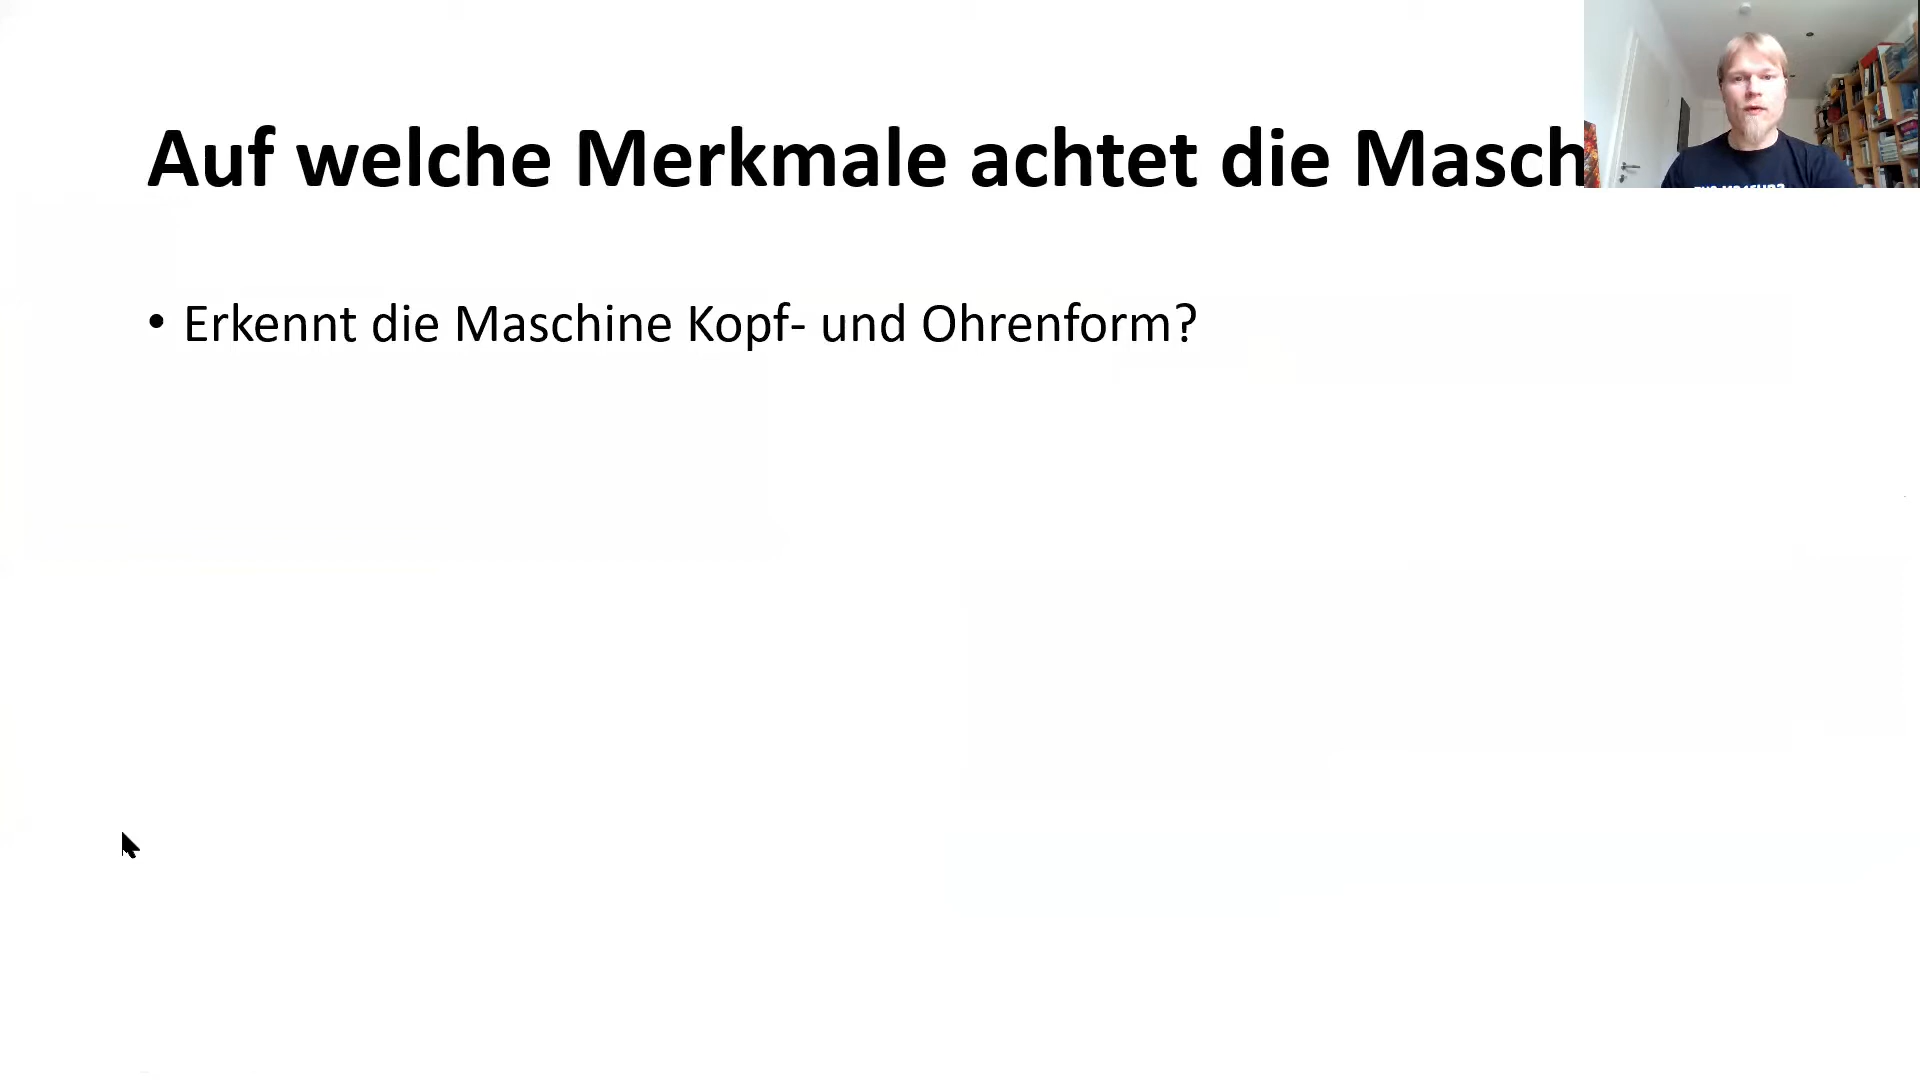 Auf welche Merkmale achtet die Masch
• Erkennt die Maschine Kopf- und Ohrenform?